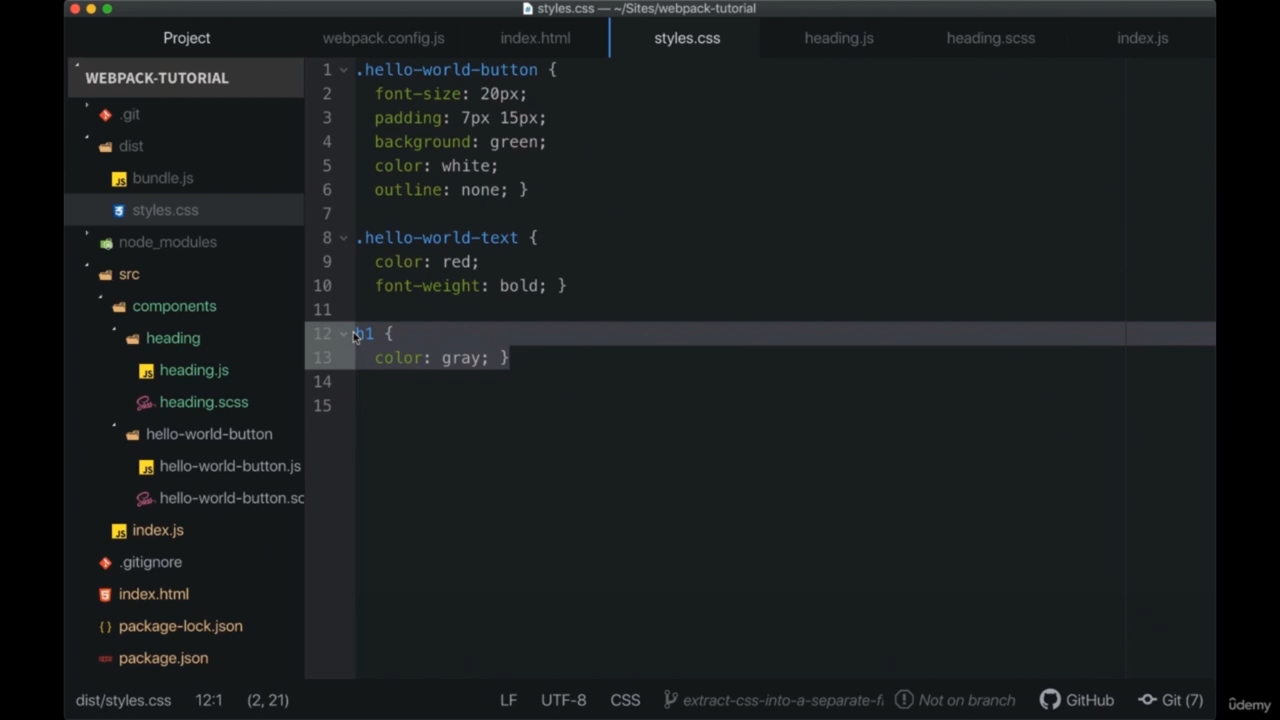 styles.css — ~/Sites/webpack-tutorial
Project
webpack.config.js
index.html
styles.css
heading.js
heading.scss
index.js
WEBPACK-TUTORIAL
.git
dist
bundle.js
styles.css
node_modules
src
components
heading
heading.js
heading.scss
hello-world-button
hello-world-button.js
hello-world-button.sc
index.js
.gitignore
index.html
package-lock.json
package.json
1 .hello-world-button {
2 font-size: 20px;
3 padding: 7px 15px;
4 background: green;
5 color: white;
6 outline: none; }
7
8 .hello-world-text {
9 color: red;
10 font-weight: bold; }
11
12 h1 {
13 color: gray; }
14
15
dist/styles.css 12:1 (2, 21) LF UTF-8 CSS extract-css-into-a-separate-fi Not on branch GitHub Git (7)
ûdemy